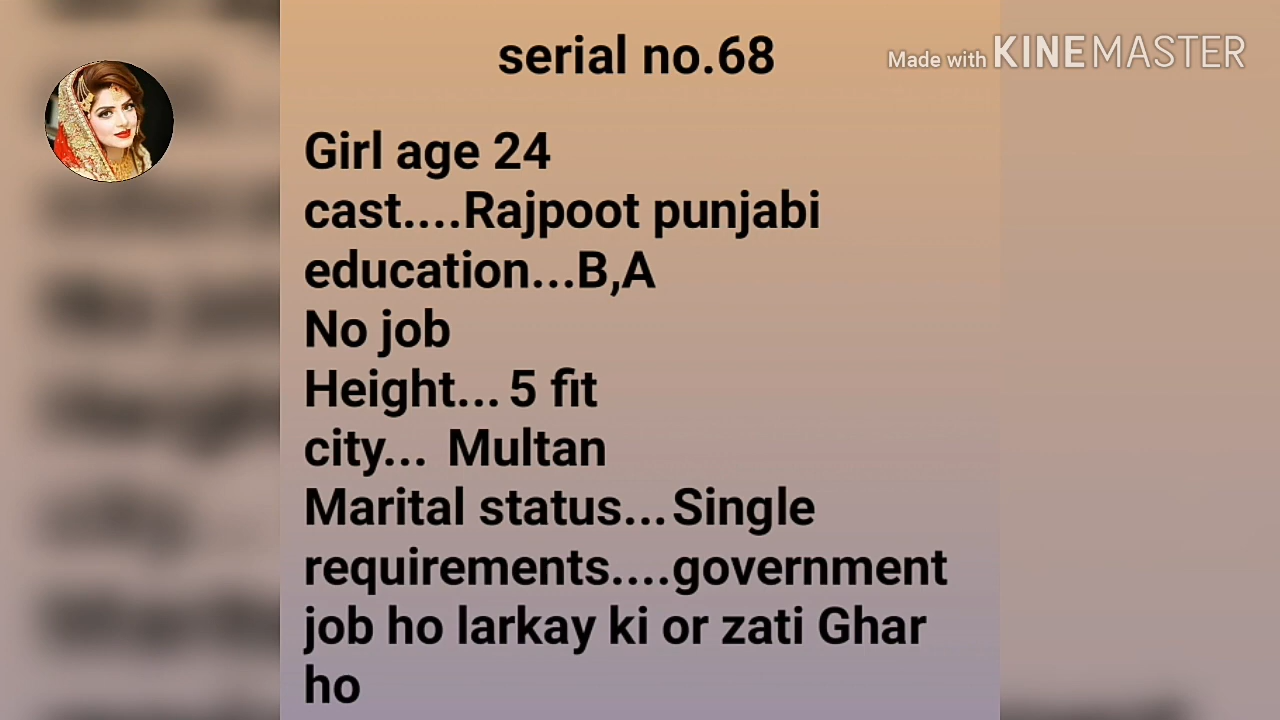 serial no.68
Made with KINEMASTER
Girl age 24
cast....Rajpoot punjabi
education...B,A
No job
Height... 5 fit
city... Multan
Marital status...Single
requirements....government
job ho larkay ki or zati Ghar
ho